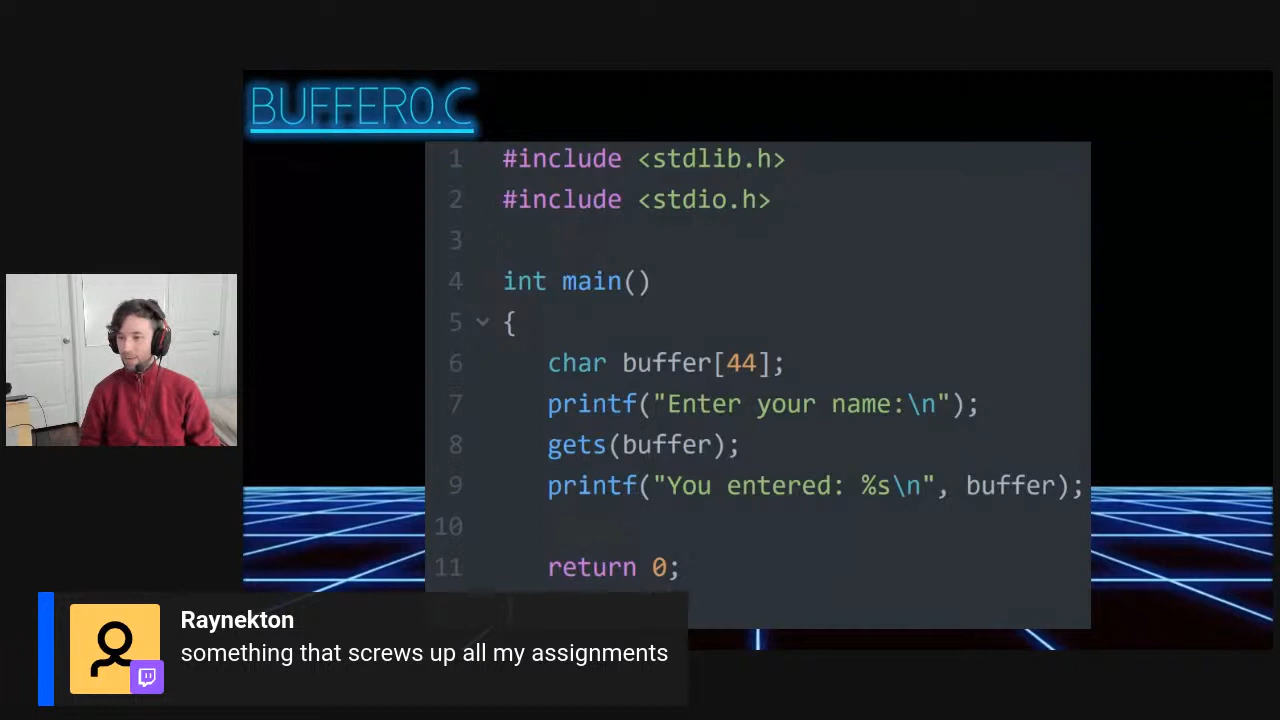 BUFFER0.C
1 #include <stdlib.h>
2 #include <stdio.h>
3
4 int main()
5 {
6 char buffer[44];
7 printf("Enter your name:\n");
8 gets(buffer);
9 printf("You entered: %s\n", buffer);
10
11 return 0;
}
Raynekton
something that screws up all my assignments